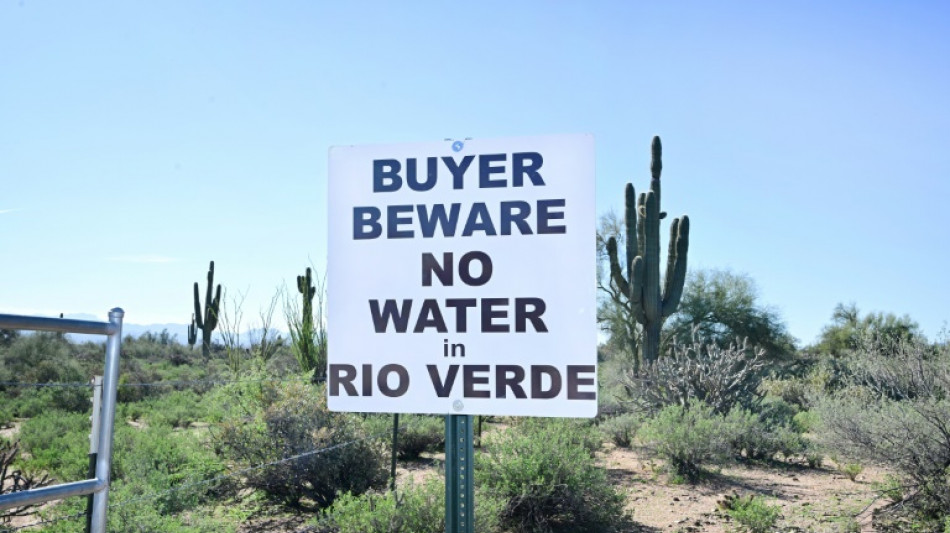 BUYER
BEWARE
NO
WATER
in
RIO VERDE